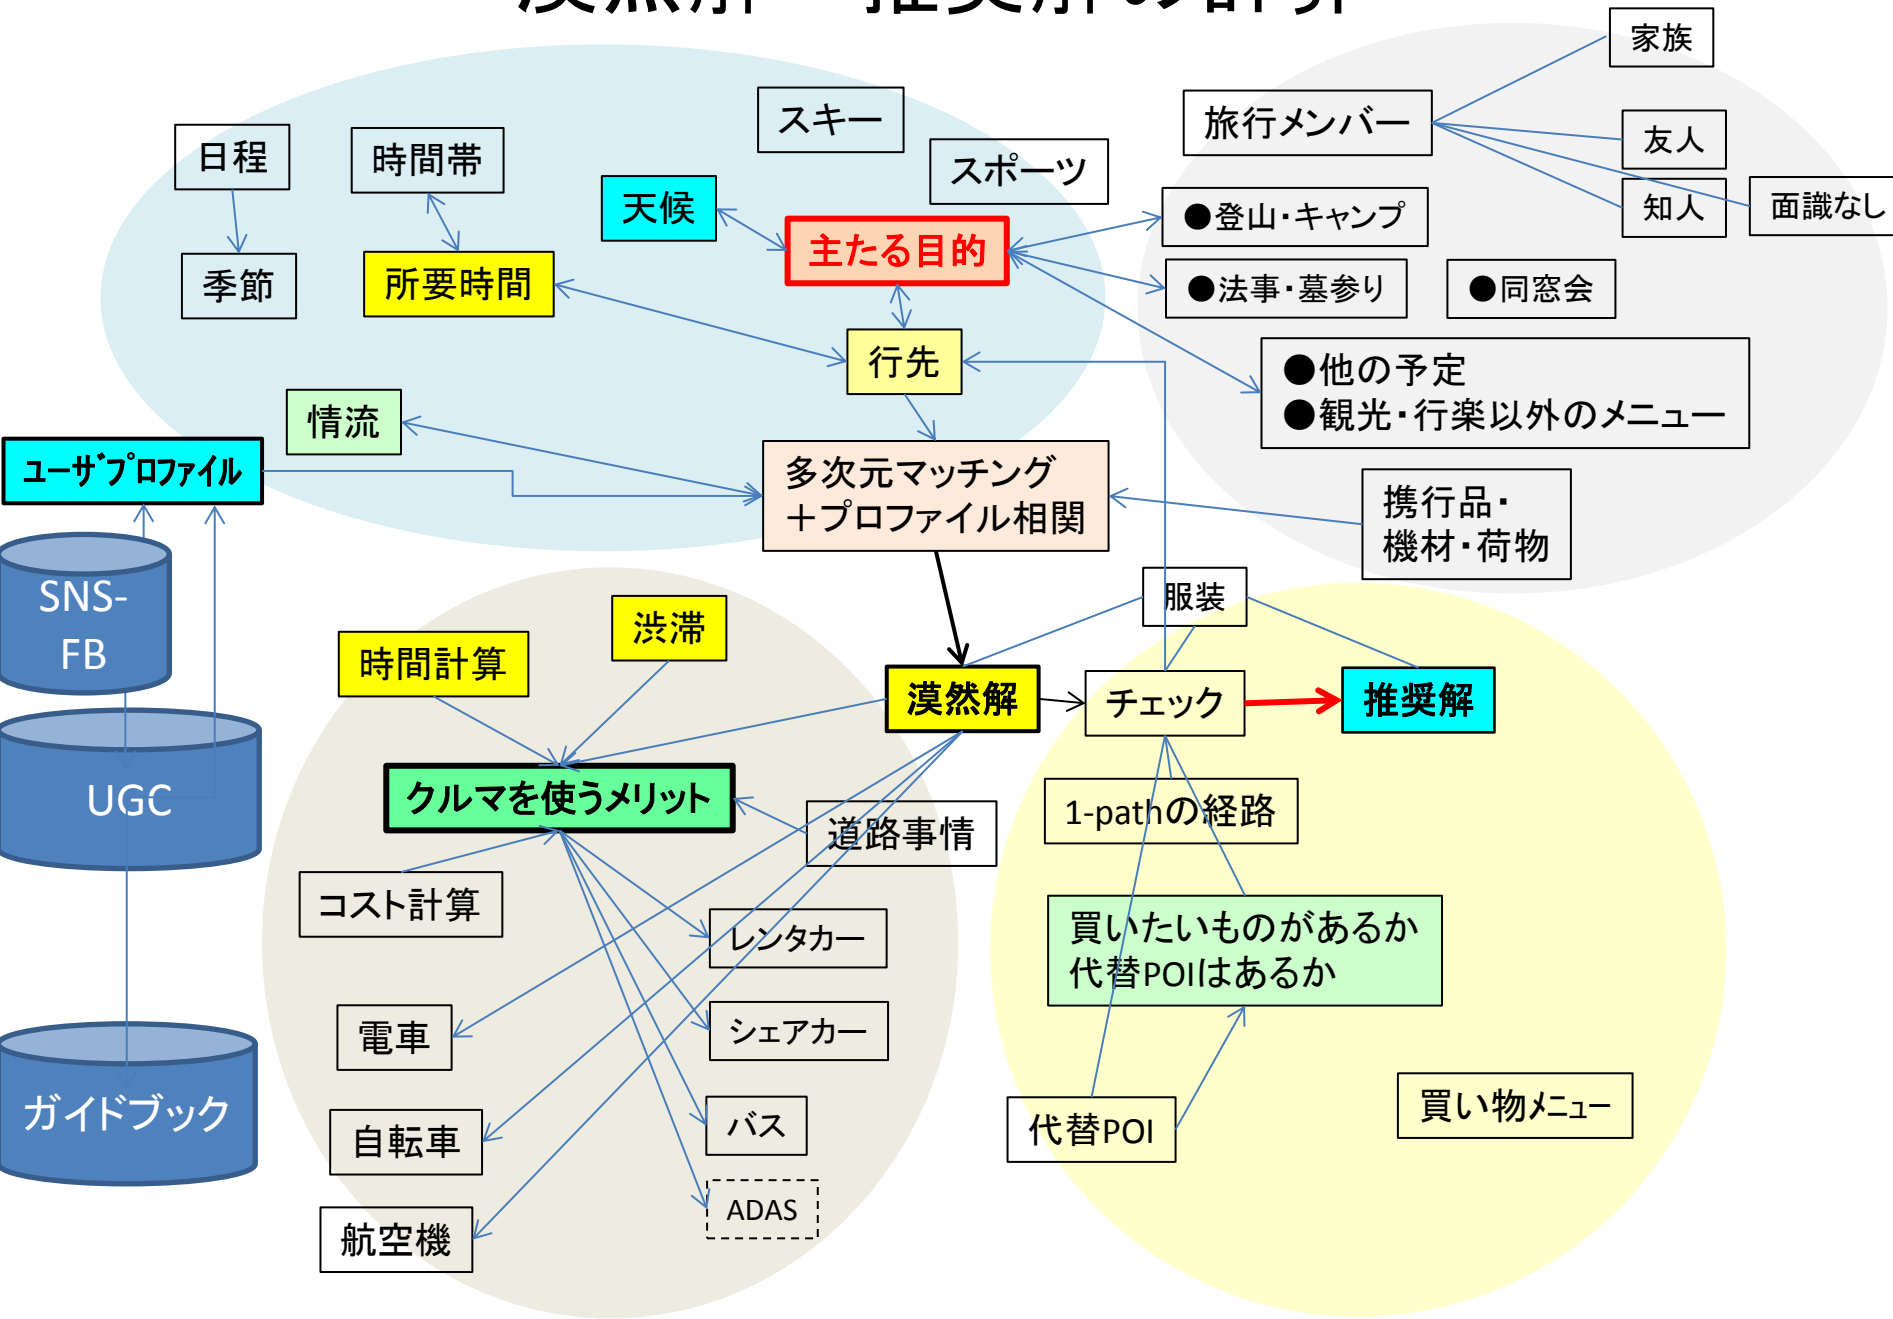 漠然解→推奨解の計算
家族
スキー
旅行メンバー
日程
時間帯
スポーツ
友人
天候
●登山・キャンプ
知人
面識なし
主たる目的
季節
所要時間
●法事・墓参り
●同窓会
行先
●他の予定
●観光・行楽以外のメニュー
情流
ユーザプロファイル
多次元マッチング
＋プロファイル相関
携行品・
機材・荷物
SNS-
FB
服装
渋滞
時間計算
漠然解
チェック
推奨解
UGC
クルマを使うメリット
1-pathの経路
道路事情
コスト計算
レンタカー
買いたいものがあるか
代替POIはあるか
電車
シェアカー
ガイドブック
買い物メニュー
自転車
バス
代替POI
ADAS
航空機